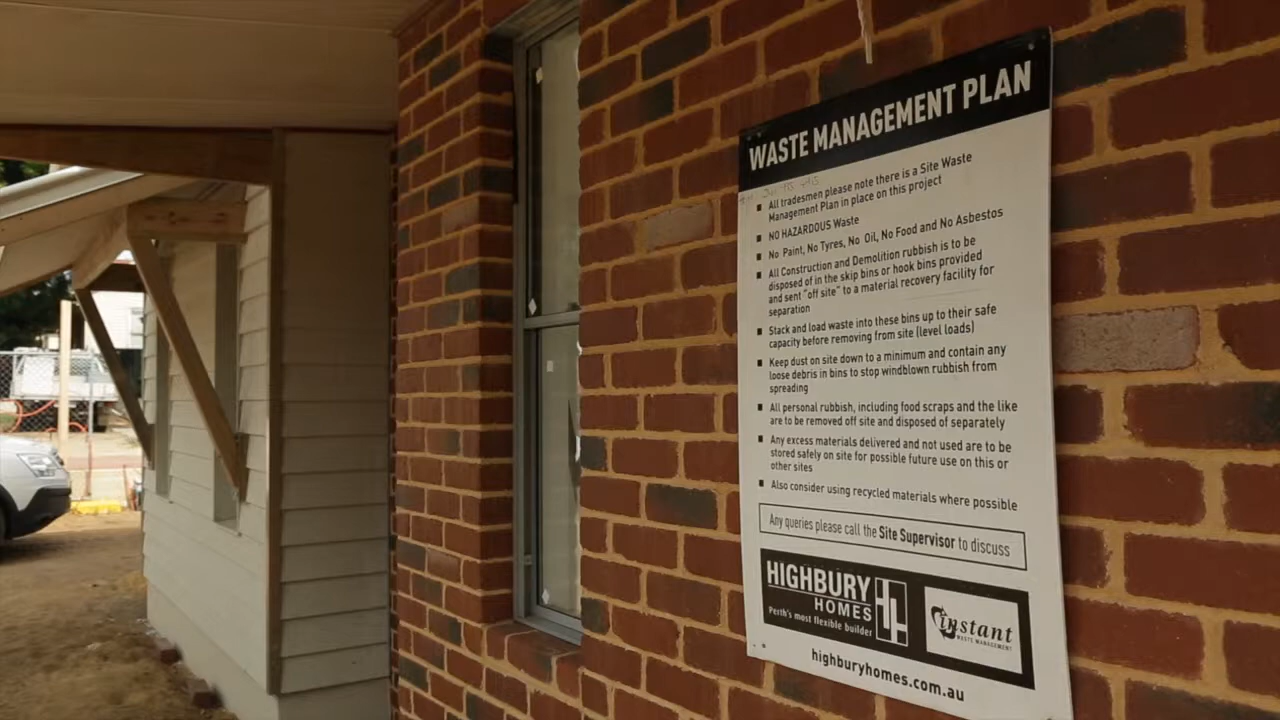 WASTE MANAGEMENT PLAN
■ All tradesmen please note there is a Site Waste
Management Plan in place on this project
■ NO HAZARDOUS Waste
■ No Paint, No Tyres, No Oil, No Food and No Asbestos
■ All Construction and Demolition rubbish is to be
disposed of in the skip bins or hook bins provided
and sent "off site" to a material recovery facility for
separation
■ Stack and load waste into these bins up to their safe
capacity before removing from site (level loads)
■ Keep dust on site down to a minimum and contain any
loose debris in bins to stop windblown rubbish from
spreading
■ All personal rubbish, including food scraps and the like
are to be removed off site and disposed of separately
■ Any excess materials delivered and not used are to be
stored safely on site for possible future use on this or
other sites
■ Also consider using recycled materials where possible
Any queries please call the Site Supervisor to discuss
HIGHBURY
HOMES
Perth's most flexible builder
instant
WASTE MANAGEMENT
highburyhomes.com.au